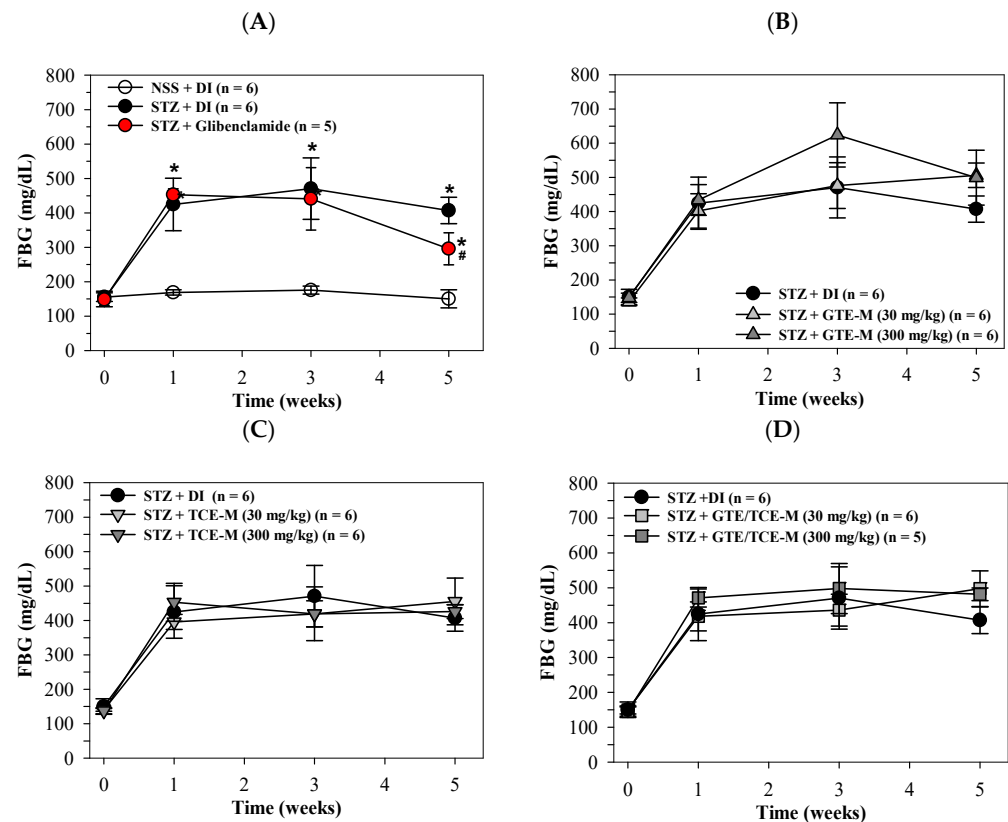 (A)
800
700
600
500
400
300
200
100
0
FBG (mg/dL)
NSS + DI (n = 6)
STZ + DI (n = 6)
STZ + Glibenclamide (n = 5)
*
*
*
*
#
0 1 2 3 4 5
Time (weeks)
(B)
800
700
600
500
400
300
200
100
0
FBG (mg/dL)
STZ + DI (n = 6)
STZ + GTE-M (30 mg/kg) (n = 6)
STZ + GTE-M (300 mg/kg) (n = 6)
0 1 2 3 4 5
Time (weeks)
(C)
800
700
600
500
400
300
200
100
0
FBG (mg/dL)
STZ + DI (n = 6)
STZ + TCE-M (30 mg/kg) (n = 6)
STZ + TCE-M (300 mg/kg) (n = 6)
0 1 2 3 4 5
Time (weeks)
(D)
800
700
600
500
400
300
200
100
0
FBG (mg/dL)
STZ +DI (n = 6)
STZ + GTE/TCE-M (30 mg/kg) (n = 6)
STZ + GTE/TCE-M (300 mg/kg) (n = 5)
0 1 2 3 4 5
Time (weeks)